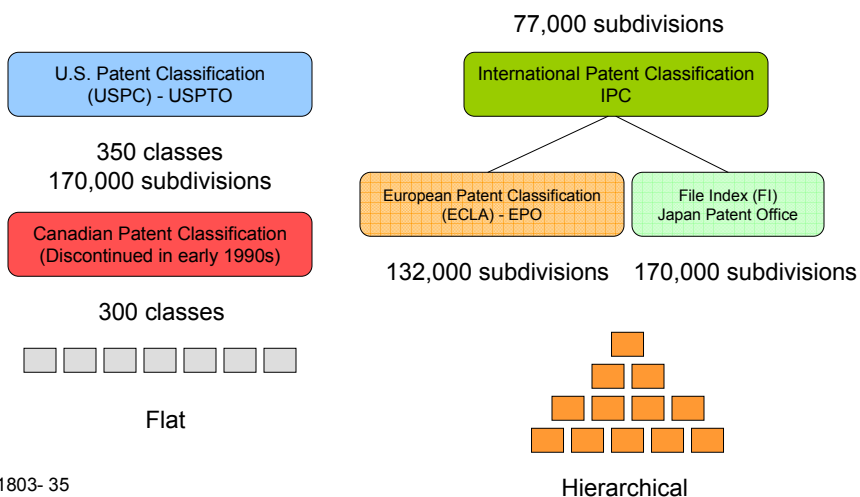 77,000 subdivisions
U.S. Patent Classification
(USPC) - USPTO
International Patent Classification
IPC
350 classes
170,000 subdivisions
European Patent Classification
(ECLA) - EPO
File Index (FI)
Japan Patent Office
Canadian Patent Classification
(Discontinued in early 1990s)
132,000 subdivisions
170,000 subdivisions
300 classes
Flat
1803- 35
Hierarchical